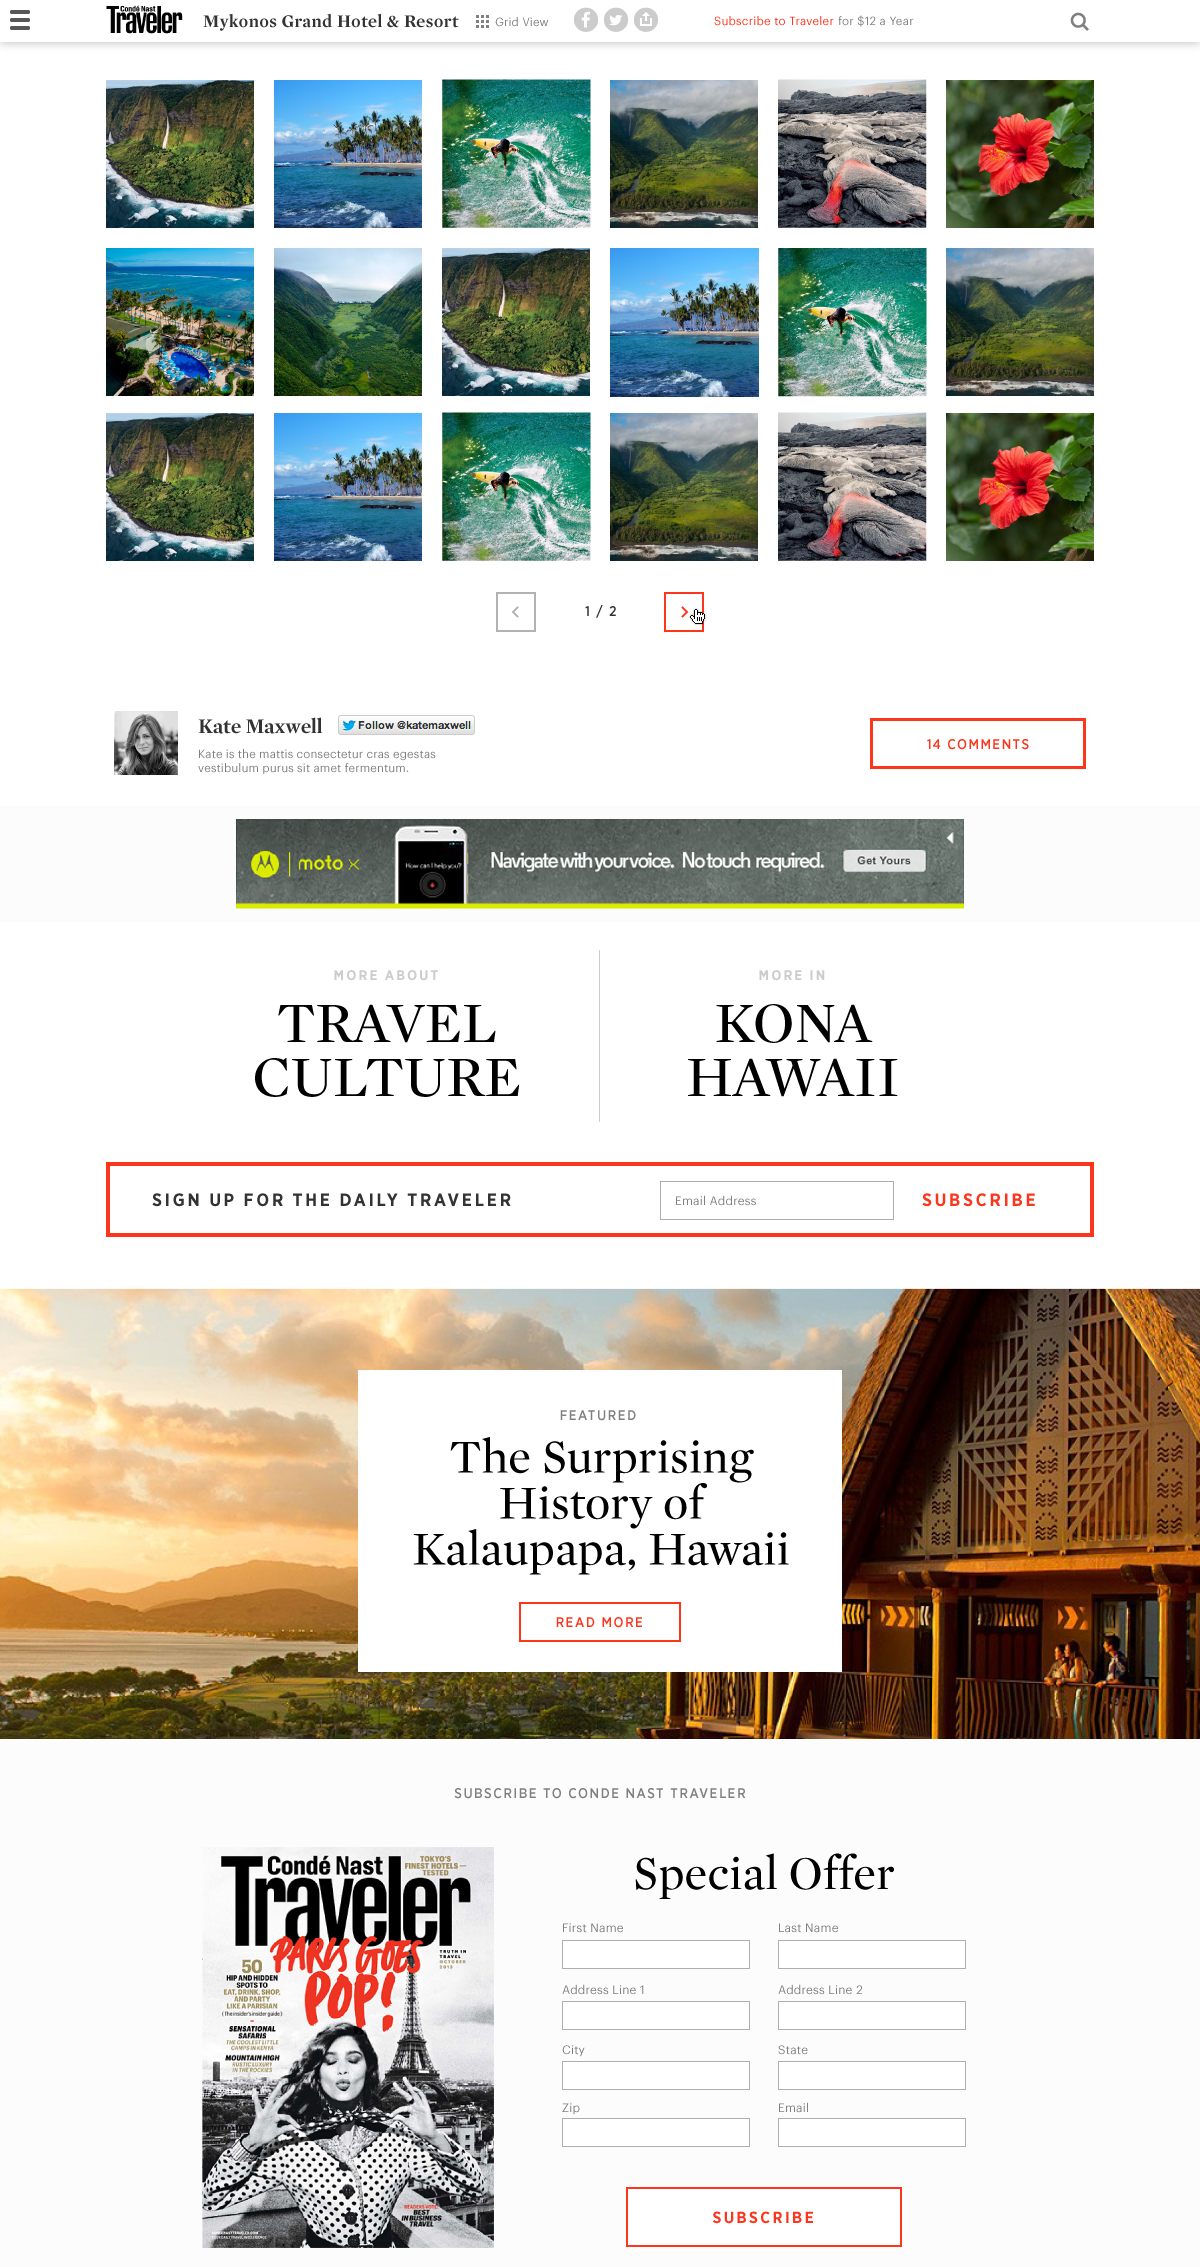 Condé Nast
Traveler
Mykonos Grand Hotel & Resort
Grid View
Subscribe to Traveler for $12 a Year
1 / 2
Kate Maxwell
Follow @katemaxwell
Kate is the mattis consectetur cras egestas
vestibulum purus sit amet fermentum.
14 COMMENTS
moto x
How can I help you?
Navigate with your voice. No touch required.
Get Yours
MORE ABOUT
TRAVEL
CULTURE
MORE IN
KONA
HAWAII
SIGN UP FOR THE DAILY TRAVELER
Email Address
SUBSCRIBE
FEATURED
The Surprising
History of
Kalaupapa, Hawaii
READ MORE
SUBSCRIBE TO CONDE NAST TRAVELER
Condé Nast
Traveler
TOKYO'S
FINEST HOTELS—
TESTED
PARIS GOES
POP!
TRUTH IN
TRAVEL
OCTOBER
2013
50
HIP AND HIDDEN
SPOTS TO
EAT, DRINK, SHOP,
AND PARTY
LIKE A PARISIAN
(The insider's insider guide)
SENSATIONAL
SAFARIS
THE COOLEST LITTLE
CAMPS IN KENYA
MOUNTAIN HIGH
RUSTIC LUXURY
IN THE ROCKIES
READERS VOTE:
BEST
IN BUSINESS
TRAVEL
Special Offer
First Name
Last Name
Address Line 1
Address Line 2
City
State
Zip
Email
SUBSCRIBE